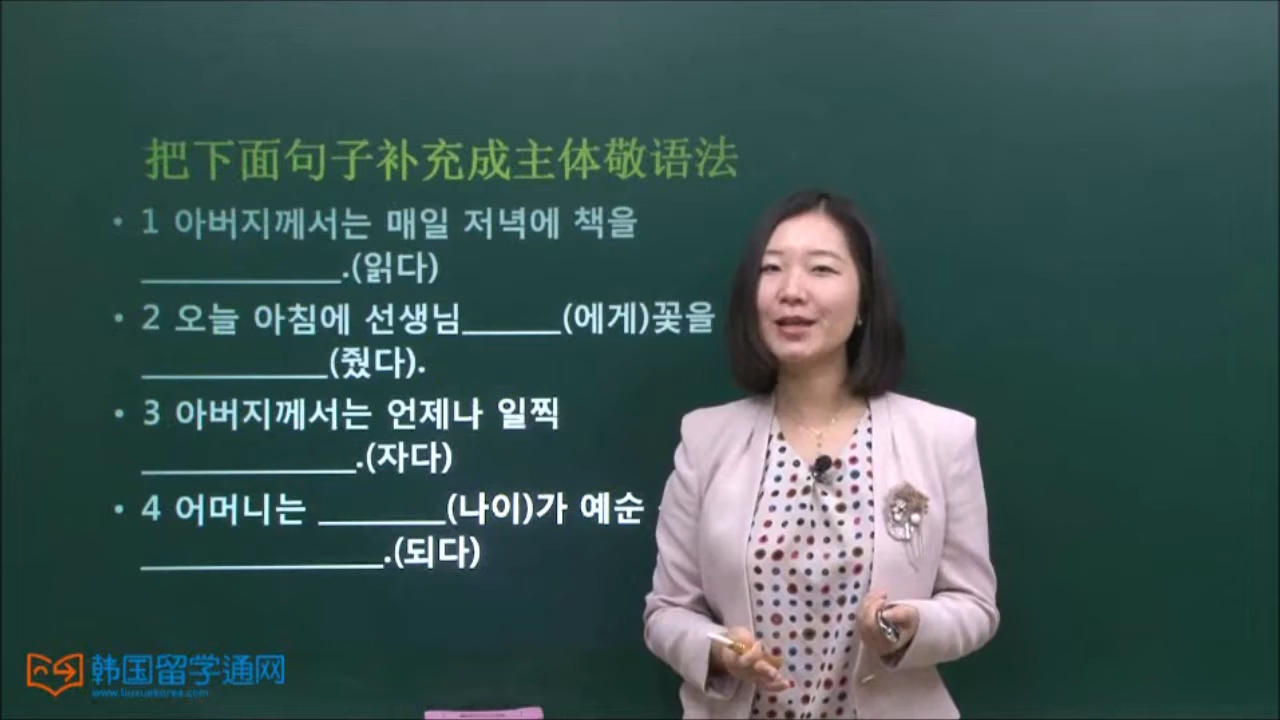 把下面句子补充成主体敬语法
• 1 아버지께서는 매일 저녁에 책을
____________.(읽다)
• 2 오늘 아침에 선생님______(에게)꽃을
___________(줬다).
• 3 아버지께서는 언제나 일찍
_____________.(자다)
• 4 어머니는 ________(나이)가 예순
_______________.(되다)
韩国留学通网
www.liuxuekorea.com